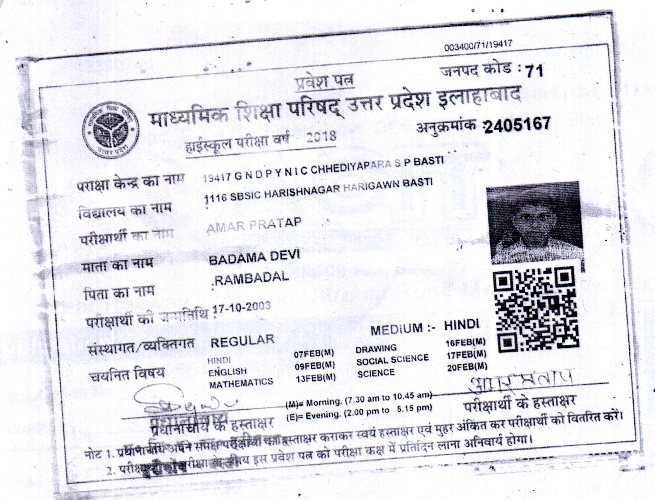 003400/71/19417
प्रवेश पत्र
जनपद कोड : 71
माध्यमिक शिक्षा परिषद् उत्तर प्रदेश इलाहाबाद
हाईस्कूल परीक्षा वर्ष 2018
अनुक्रमांक 2405167
परीक्षा केन्द्र का नाम 19417 G N D P Y N I C CHHEDIYAPARA S P BASTI
विद्यालय का नाम 1116 SBSIC HARISHNAGAR HARIGAWN BASTI
परीक्षार्थी का नाम AMAR PRATAP
माता का नाम BADAMA DEVI
पिता का नाम RAMBADAL
परीक्षार्थी की जन्मतिथि 17-10-2003
संस्थागत/व्यक्तिगत REGULAR MEDIUM :- HINDI
चयनित विषय
HINDI 07FEB(M) DRAWING 16FEB(M)
ENGLISH 09FEB(M) SOCIAL SCIENCE 17FEB(M)
MATHEMATICS 13FEB(M) SCIENCE 20FEB(M)
(M)= Morning. (7.30 am to 10.45 am)
(E)= Evening. (2.00 pm to 5.15 pm)
प्रधानाचार्य के हस्ताक्षर
परीक्षार्थी के हस्ताक्षर
नोट 1. प्रधानाचार्य अपने समक्ष परीक्षार्थी का हस्ताक्षर कराकर स्वयं हस्ताक्षर एवं मुहर अंकित कर परीक्षार्थी को वितरित करें।
2. परीक्षा इस प्रवेश पत्र को परीक्षा कक्ष में प्रतिदिन लाना अनिवार्य होगा।